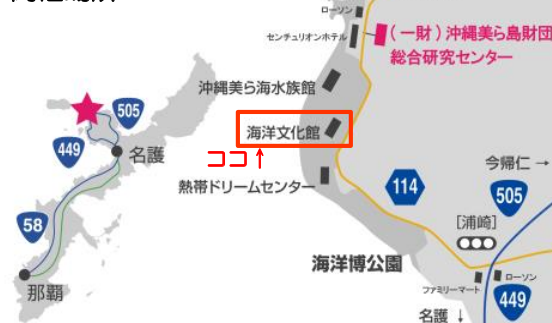 ローソン
センチュリオンホテル
(一財)沖縄美ら島財団
総合研究センター
沖縄美ら海水族館
505
海洋文化館
449
名護
ココ↑
今帰仁 →
熱帯ドリームセンター
114
505
58
[浦崎]
海洋博公園
ファミリーマート
ローソン
449
那覇
名護 ↓